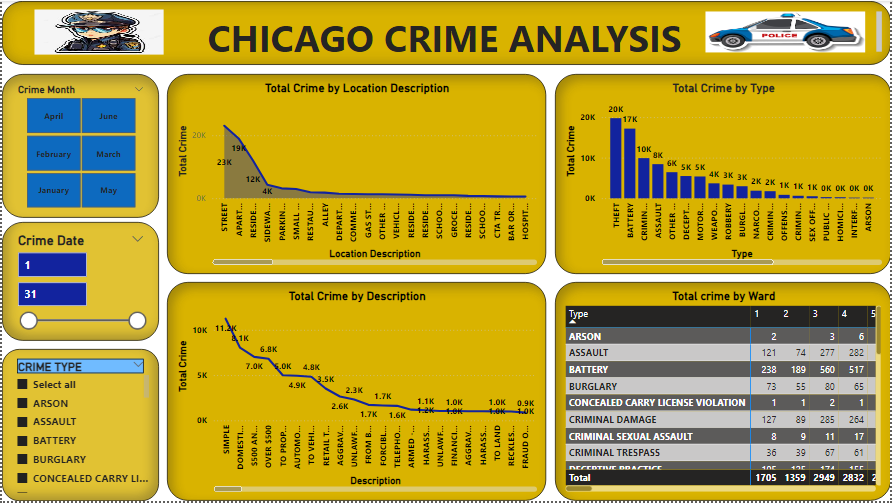 CHICAGO CRIME ANALYSIS
POLICE
Crime Month
April June
February March
January May
Crime Date
1
31
CRIME TYPE
Select all
ARSON
ASSAULT
BATTERY
BURGLARY
CONCEALED CARRY LI...
Total Crime by Location Description
Total Crime
20K
0K
23K
19K
12K
4K
STREET
APART...
RESIDE...
SIDEWA...
PARKIN...
SMALL ...
RESTAU...
ALLEY
DEPART...
COMME...
GAS ST...
OTHER ...
VEHICL...
RESIDE...
RESIDE...
SCHOO...
GROCE...
RESIDE...
SCHOO...
CTA TR...
BAR OR...
HOSPIT...
Location Description
Total Crime by Type
Total Crime
20K
10K
0K
20K
17K
10K
8K
6K
5K
5K
4K
3K
3K
2K
2K
1K
1K
1K
0K
0K
0K
0K
THEFT
BATTERY
CRIMIN...
ASSAULT
OTHER ...
DECEPT...
MOTOR...
WEAPO...
ROBBERY
BURGL...
NARCO...
CRIMIN...
OFFENS...
CRIMIN...
SEX OFF...
PUBLIC ...
HOMICI...
INTERF...
ARSON
Type
Total Crime by Description
Total Crime
10K
5K
0K
11.2K
8.1K
7.0K
6.8K
5.0K
4.9K
4.8K
3.5K
2.6K
2.3K
1.7K
1.7K
1.6K
1.2K
1.1K
1.0K
1.0K
1.0K
1.0K
0.9K
SIMPLE
DOMESTI...
$500 AN...
OVER $500
TO PROP...
AUTOMO...
TO VEHI...
RETAIL T...
AGGRAV...
UNLAWF...
FROM B...
FORCIBL...
TELEPHO...
ARMED -...
HARASS...
UNLAWF...
FINANCI...
AGGRAV...
HARASS...
TO LAND
RECKLES...
FRAUD O...
Description
Total crime by Ward
Type 1 2 3 4 5
ARSON 2 3 6
ASSAULT 121 74 277 282
BATTERY 238 189 560 517
BURGLARY 73 55 80 65
CONCEALED CARRY LICENSE VIOLATION 1 1 2 1
CRIMINAL DAMAGE 127 89 285 264
CRIMINAL SEXUAL ASSAULT 8 9 11 17
CRIMINAL TRESPASS 36 39 67 61
DECEPTIVE PRACTICE
Total 1705 1359 2949 2832 2